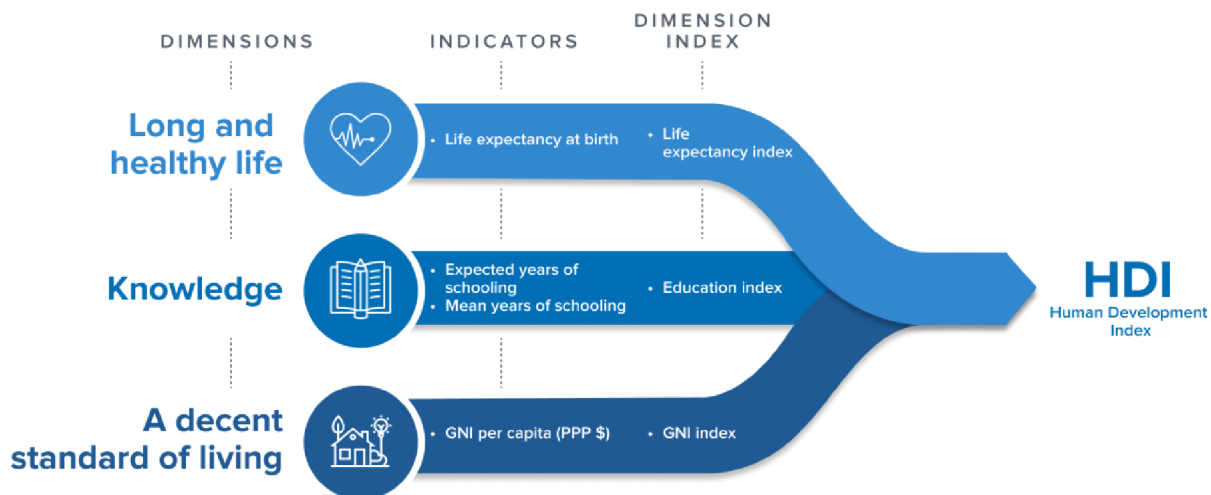 DIMENSIONS
INDICATORS
DIMENSION
INDEX
Long and
healthy life
• Life expectancy at birth
• Life
expectancy index
Knowledge
• Expected years of
schooling
• Mean years of schooling
• Education index
A decent
standard of living
• GNI per capita (PPP $)
• GNI index
HDI
Human Development
Index